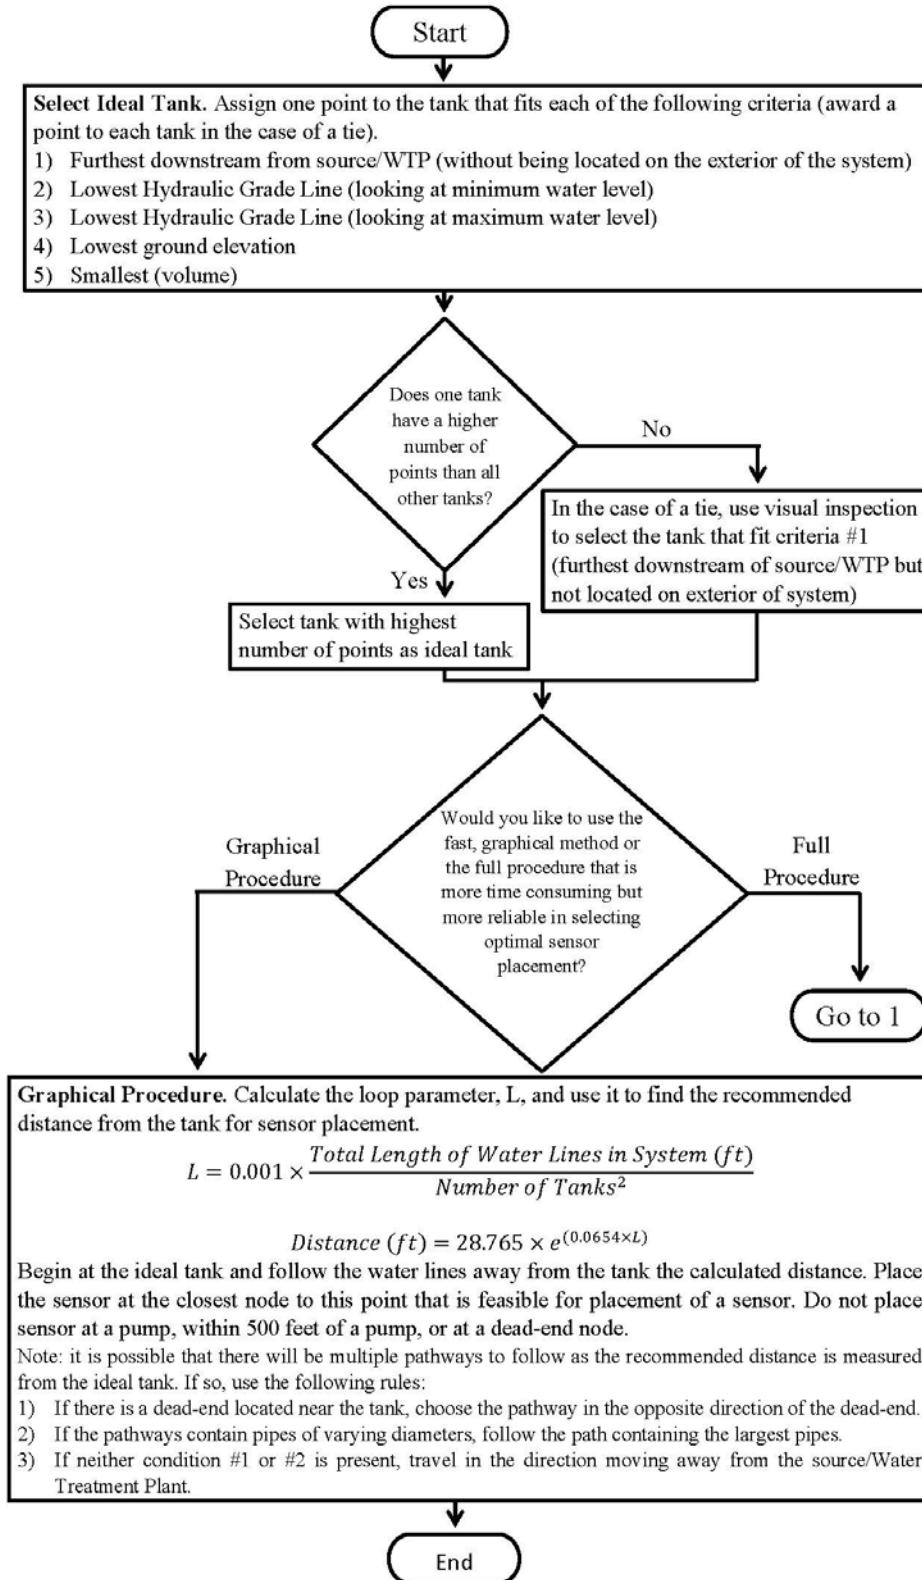 Start
Select Ideal Tank. Assign one point to the tank that fits each of the following criteria (award a
point to each tank in the case of a tie).
1) Furthest downstream from source/WTP (without being located on the exterior of the system)
2) Lowest Hydraulic Grade Line (looking at minimum water level)
3) Lowest Hydraulic Grade Line (looking at maximum water level)
4) Lowest ground elevation
5) Smallest (volume)
Does one tank
have a higher
number of
points than all
other tanks?
No
In the case of a tie, use visual inspection
to select the tank that fit criteria #1
(furthest downstream of source/WTP but
not located on exterior of system)
Yes
Select tank with highest
number of points as ideal tank
Would you like to use the
fast, graphical method or
the full procedure that is
more time consuming but
more reliable in selecting
optimal sensor
placement?
Graphical
Procedure
Full
Procedure
Go to 1
Graphical Procedure. Calculate the loop parameter, L, and use it to find the recommended
distance from the tank for sensor placement.
L = 0.001 × Total Length of Water Lines in System (ft)
Number of Tanks²
Distance (ft) = 28.765 × e^(0.0654×L)
Begin at the ideal tank and follow the water lines away from the tank the calculated distance. Place
the sensor at the closest node to this point that is feasible for placement of a sensor. Do not place
sensor at a pump, within 500 feet of a pump, or at a dead-end node.
Note: it is possible that there will be multiple pathways to follow as the recommended distance is measured
from the ideal tank. If so, use the following rules:
1) If there is a dead-end located near the tank, choose the pathway in the opposite direction of the dead-end.
2) If the pathways contain pipes of varying diameters, follow the path containing the largest pipes.
3) If neither condition #1 or #2 is present, travel in the direction moving away from the source/Water
Treatment Plant.
End